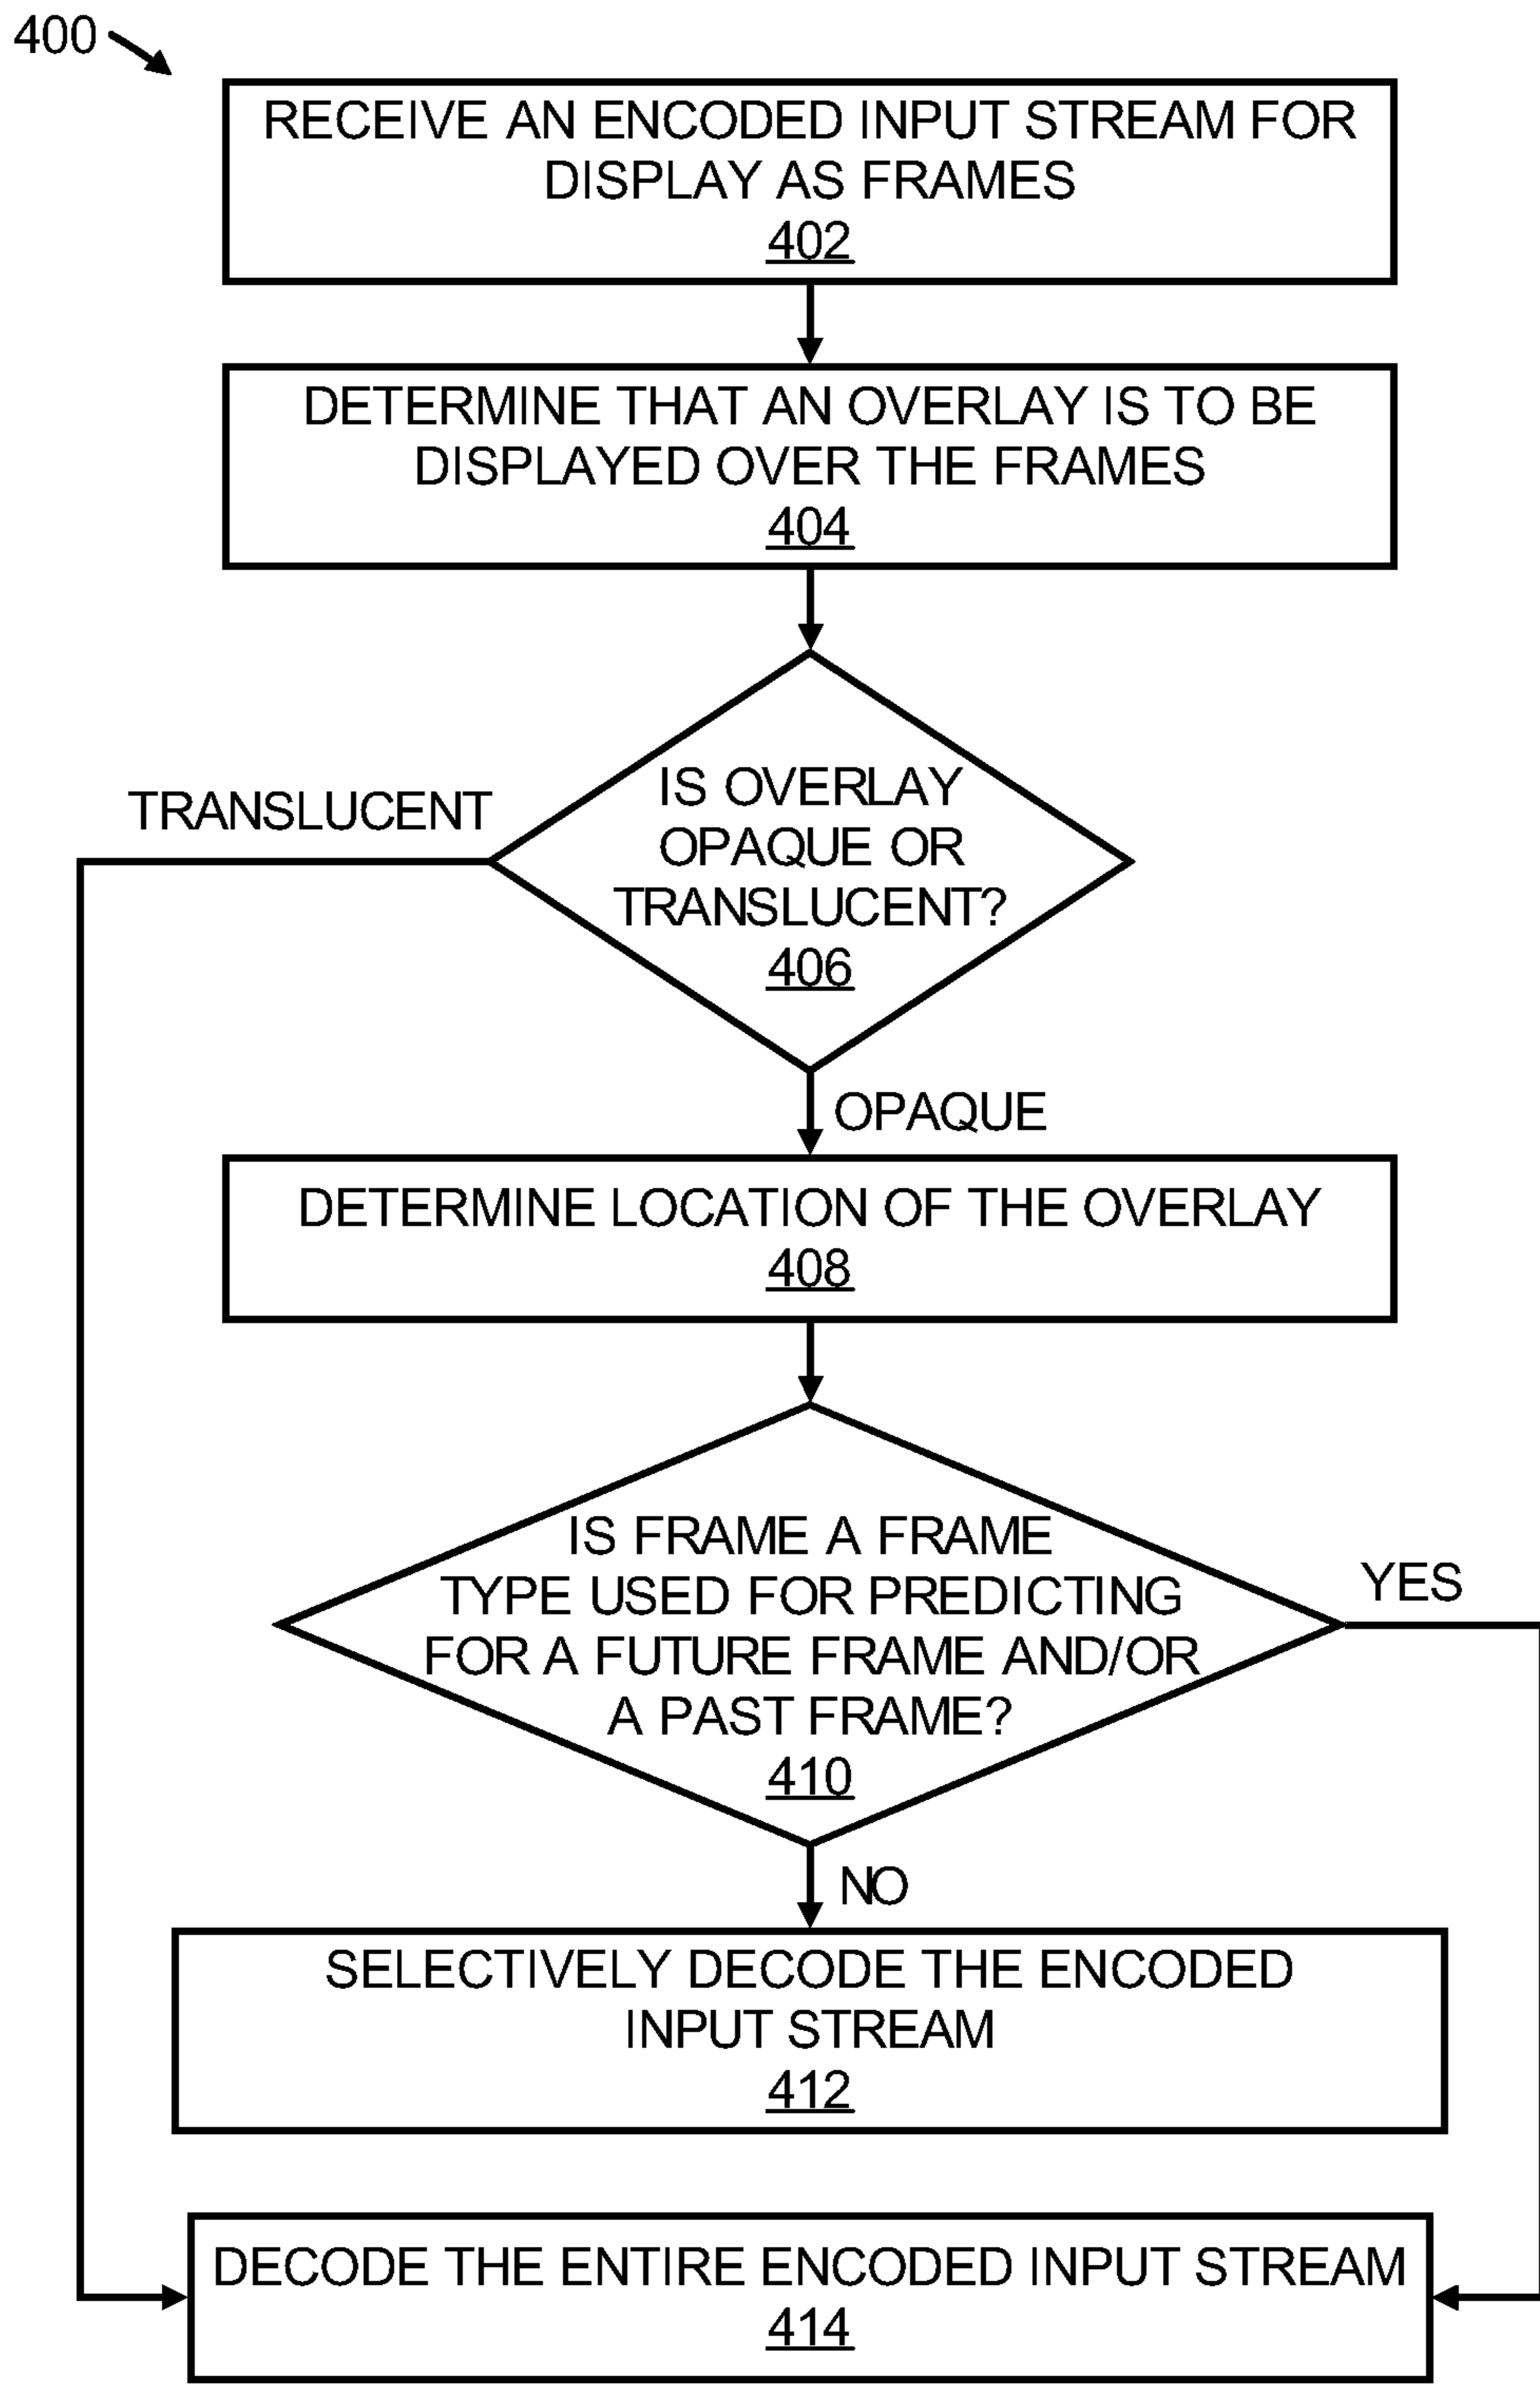 400
RECEIVE AN ENCODED INPUT STREAM FOR
DISPLAY AS FRAMES
402
DETERMINE THAT AN OVERLAY IS TO BE
DISPLAYED OVER THE FRAMES
404
TRANSLUCENT
IS OVERLAY
OPAQUE OR
TRANSLUCENT?
406
OPAQUE
DETERMINE LOCATION OF THE OVERLAY
408
IS FRAME A FRAME
TYPE USED FOR PREDICTING
FOR A FUTURE FRAME AND/OR
A PAST FRAME?
410
YES
NO
SELECTIVELY DECODE THE ENCODED
INPUT STREAM
412
DECODE THE ENTIRE ENCODED INPUT STREAM
414